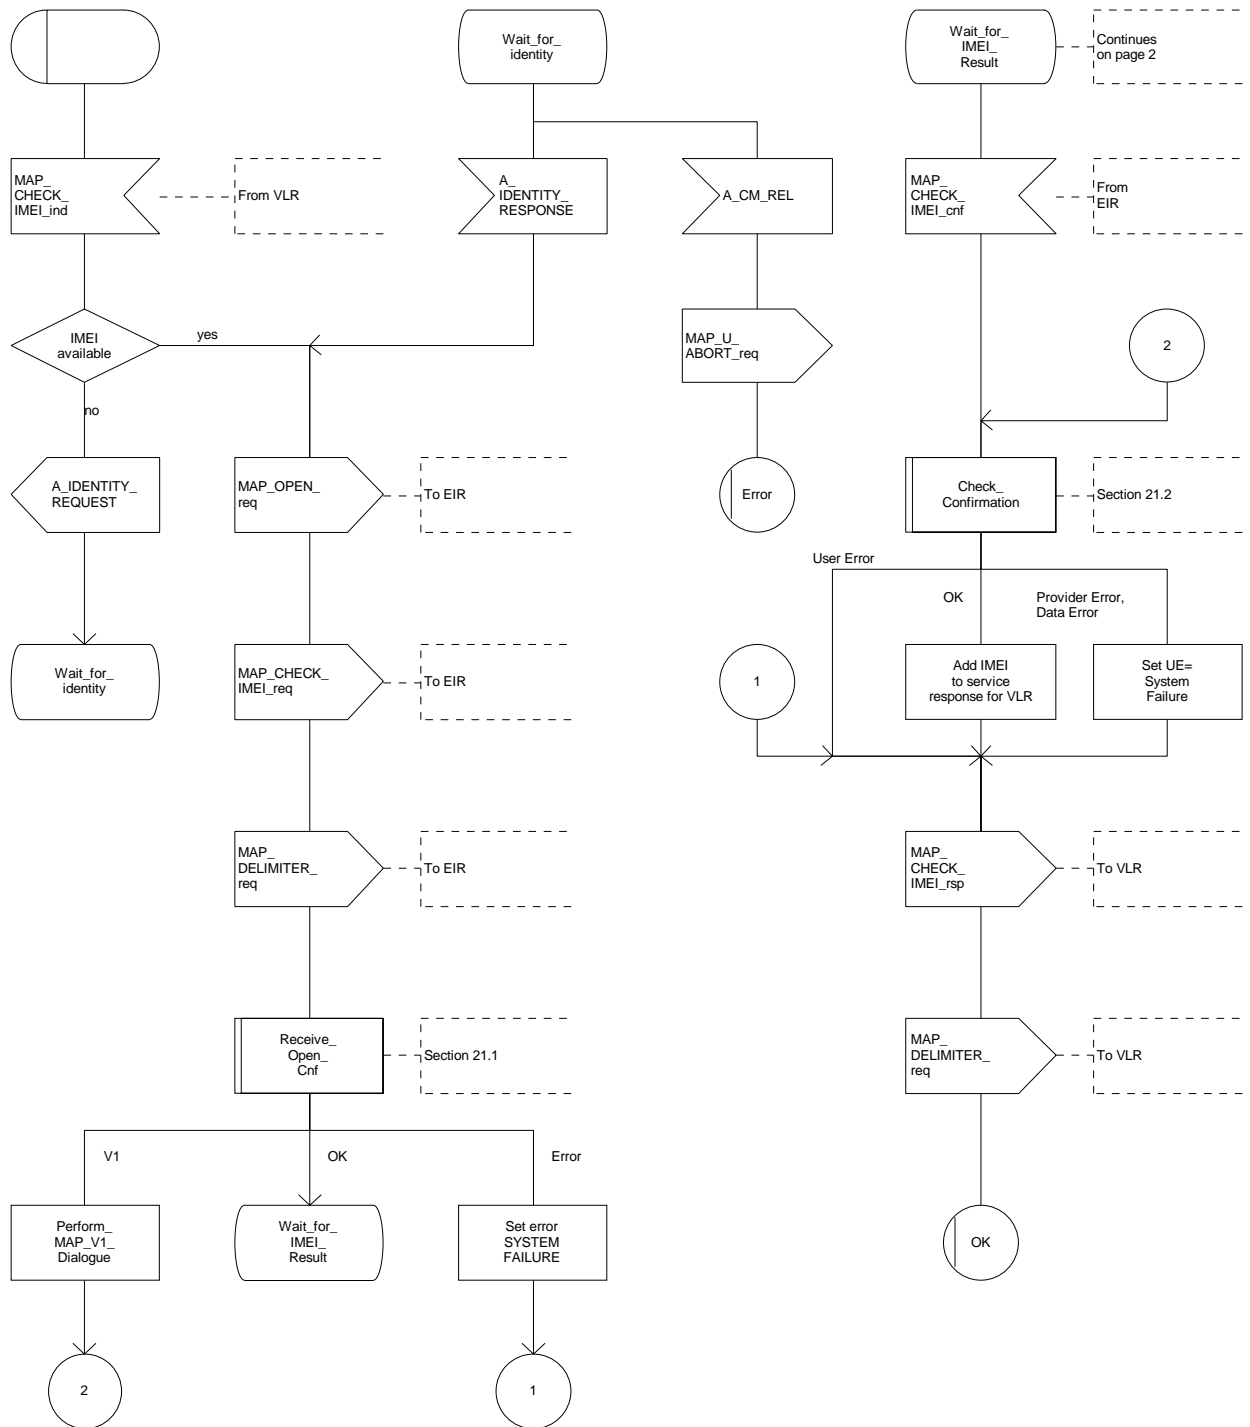 Wait_for_
identity
Wait_for_
IMEI_
Result
Continues
on page 2
MAP_
CHECK_
IMEI_ind
From VLR
A_
IDENTITY_
RESPONSE
A_CM_REL
MAP_
CHECK_
IMEI_cnf
From
EIR
IMEI
available
yes
no
MAP_U_
ABORT_req
2
A_IDENTITY_
REQUEST
MAP_OPEN_
req
To EIR
Error
Check_
Confirmation
Section 21.2
User Error
OK
Provider Error,
Data Error
Wait_for_
identity
MAP_CHECK_
IMEI_req
To EIR
1
Add IMEI
to service
response for VLR
Set UE=
System
Failure
MAP_
DELIMITER_
req
To EIR
MAP_
CHECK_
IMEI_rsp
To VLR
Receive_
Open_
Cnf
Section 21.1
MAP_
DELIMITER_
req
To VLR
V1
OK
Error
Perform_
MAP_V1_
Dialogue
Wait_for_
IMEI_
Result
Set error
SYSTEM
FAILURE
OK
2
1